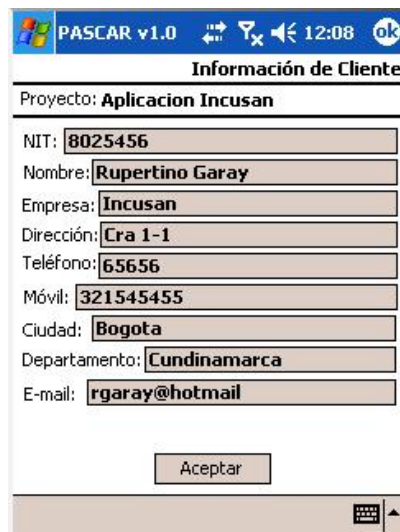 PASCAR v1.0 12:08 ok
Información de Cliente
Proyecto: Aplicacion Incusan
NIT: 8025456
Nombre: Rupertino Garay
Empresa: Incusan
Dirección: Cra 1-1
Teléfono: 65656
Móvil: 321545455
Ciudad: Bogota
Departamento: Cundinamarca
E-mail: rgaray@hotmail
Aceptar